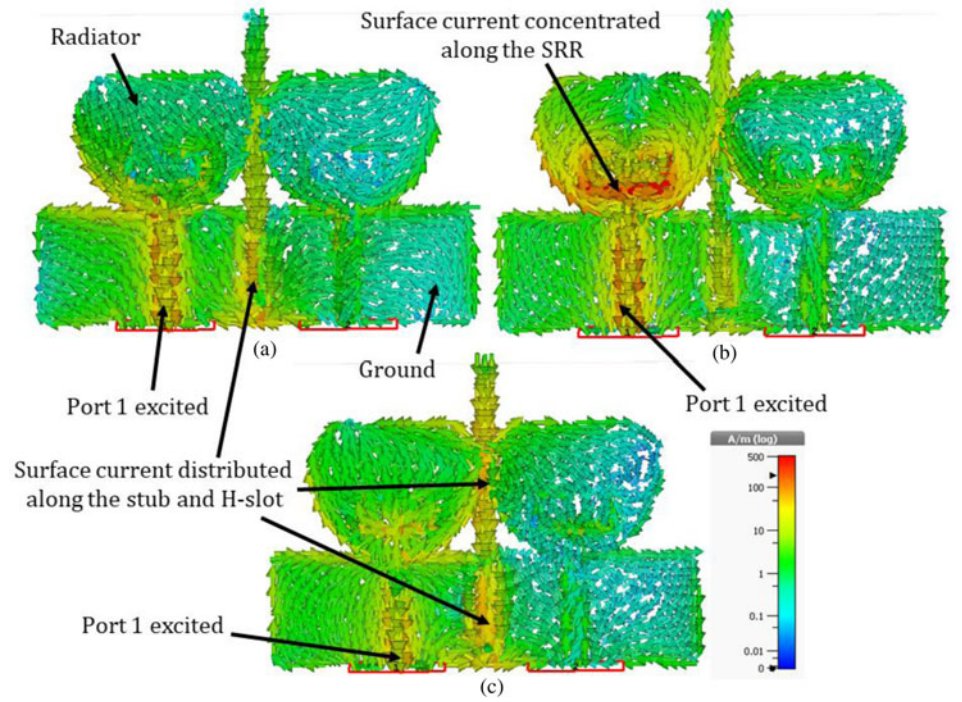 Radiator
Surface current concentrated
along the SRR
(a)
(b)
Ground
Port 1 excited
Port 1 excited
Surface current distributed
along the stub and H-slot
Port 1 excited
(c)
A/m (log)
500
100
10
1
0.1
0.01
0